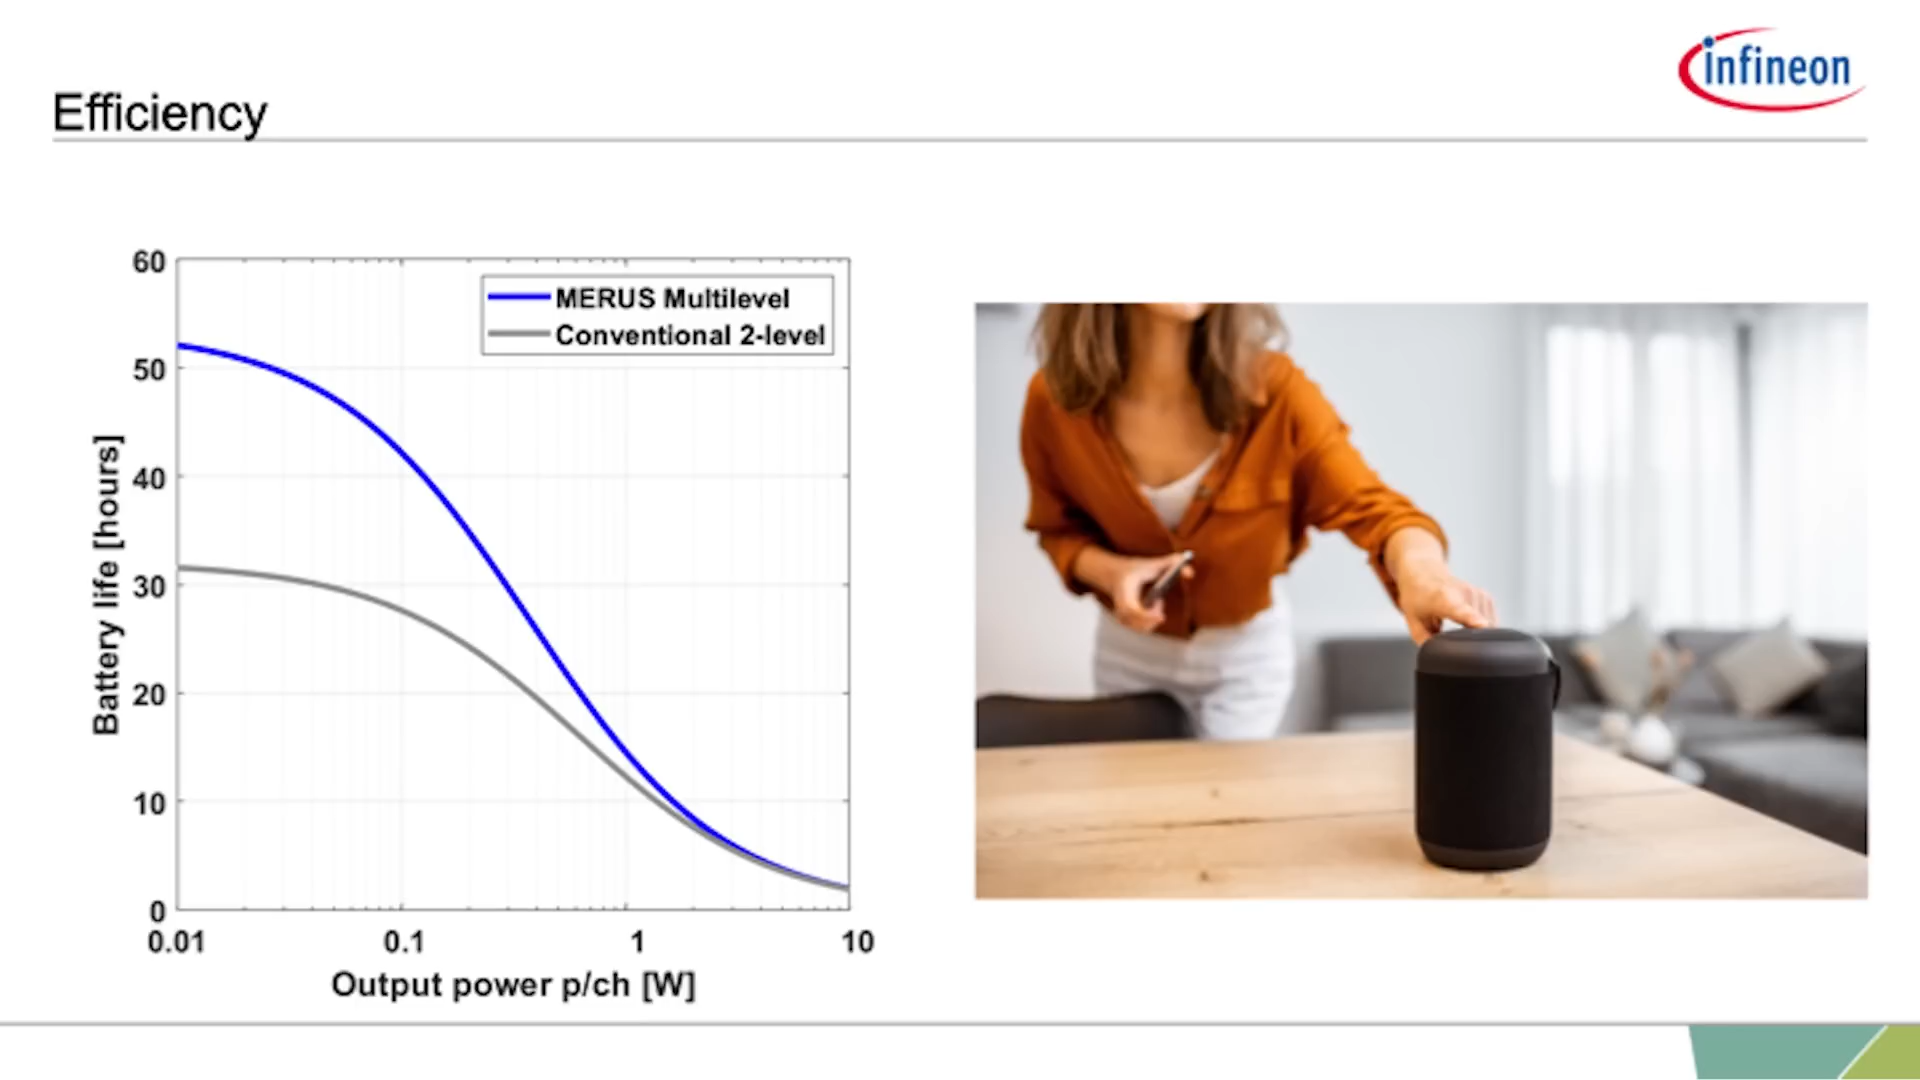 infineon
Efficiency
60
50
40
30
20
10
0
Battery life [hours]
MERUS Multilevel
Conventional 2-level
0.01
0.1
1
10
Output power p/ch [W]